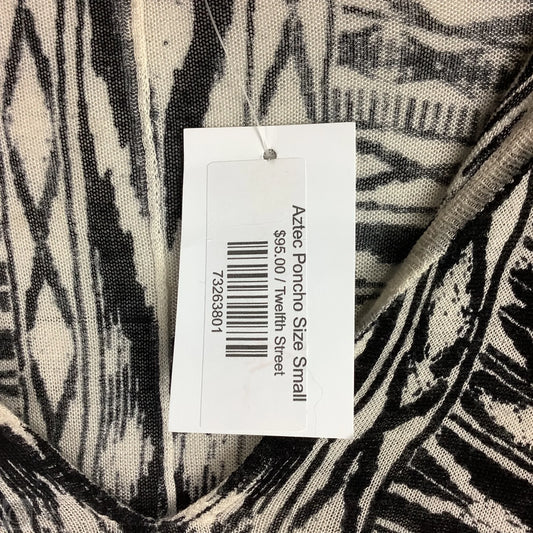 Aztec Poncho Size Small
$95.00 / Twelfth Street
73263801